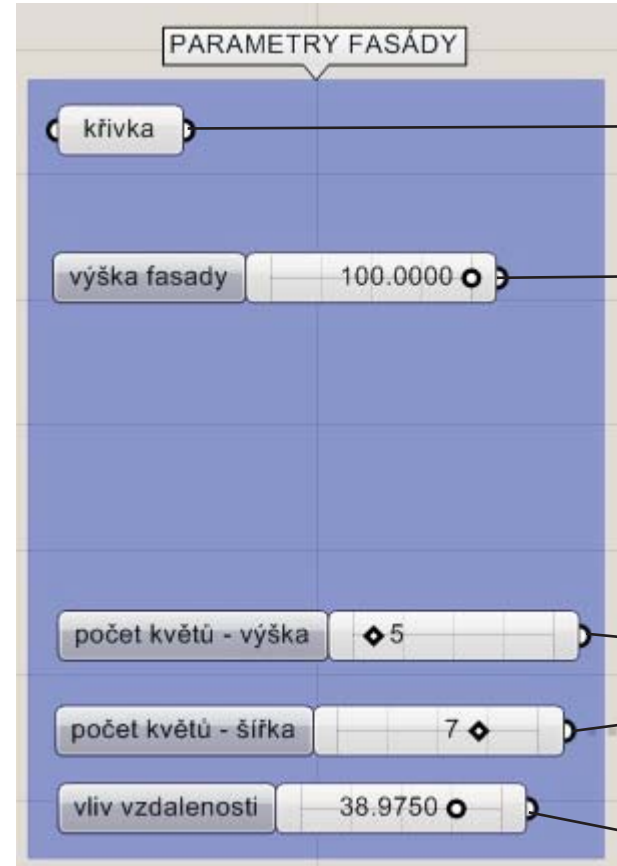 PARAMETRY FASÁDY
křivka
výška fasady 100.0000
počet květů - výška 5
počet květů - šířka 7
vliv vzdalenosti 38.9750